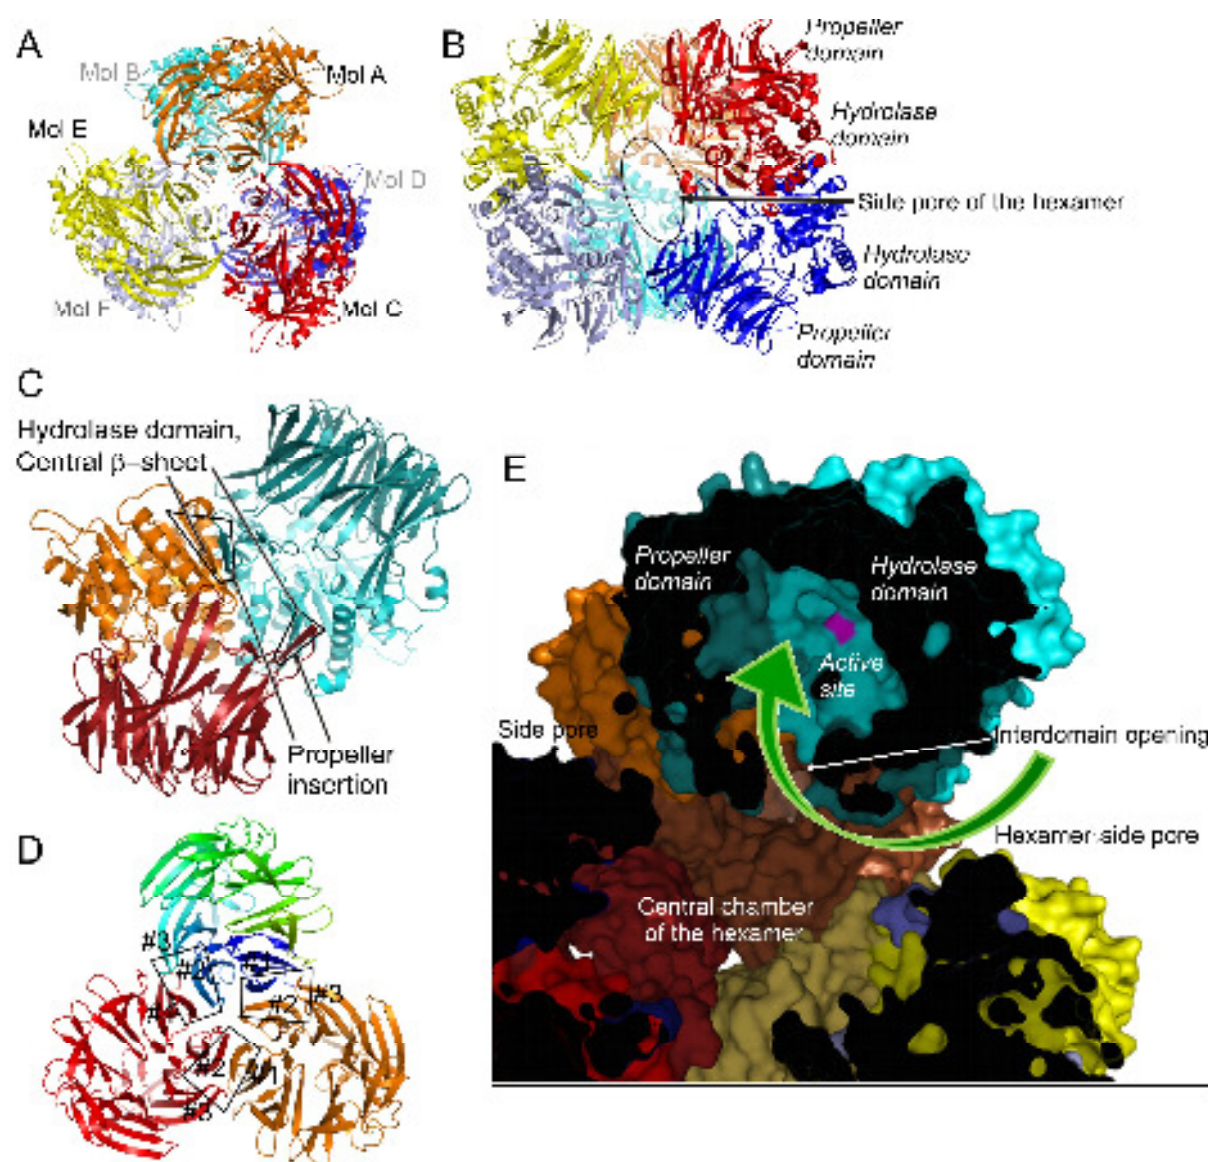 A
Mol B
Mol A
Mol E
Mol D
Mol F
Mol C
B
Propeller
domain
Hydrolase
domain
Side pore of the hexamer
Hydrolase
domain
Propeller
domain
C
Hydrolase domain,
Central β-sheet
Propeller
insertion
D
#3
#2
#2
#3
#2
#1
#3
E
Propeller
domain
Hydrolase
domain
Active
site
Side pore
Interdomain opening
Hexamer side pore
Central chamber
of the hexamer